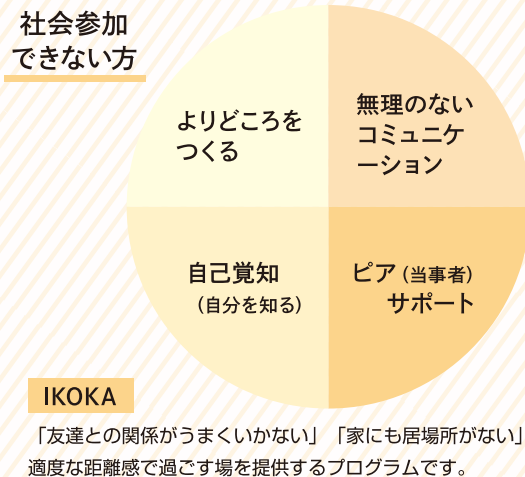 社会参加
できない方
よりどころを
つくる
無理のない
コミュニケ
ーション
自己覚知
（自分を知る）
ピア（当事者）
サポート
IKOKA
「友達との関係がうまくいかない」「家にも居場所がない」
適度な距離感で過ごす場を提供するプログラムです。